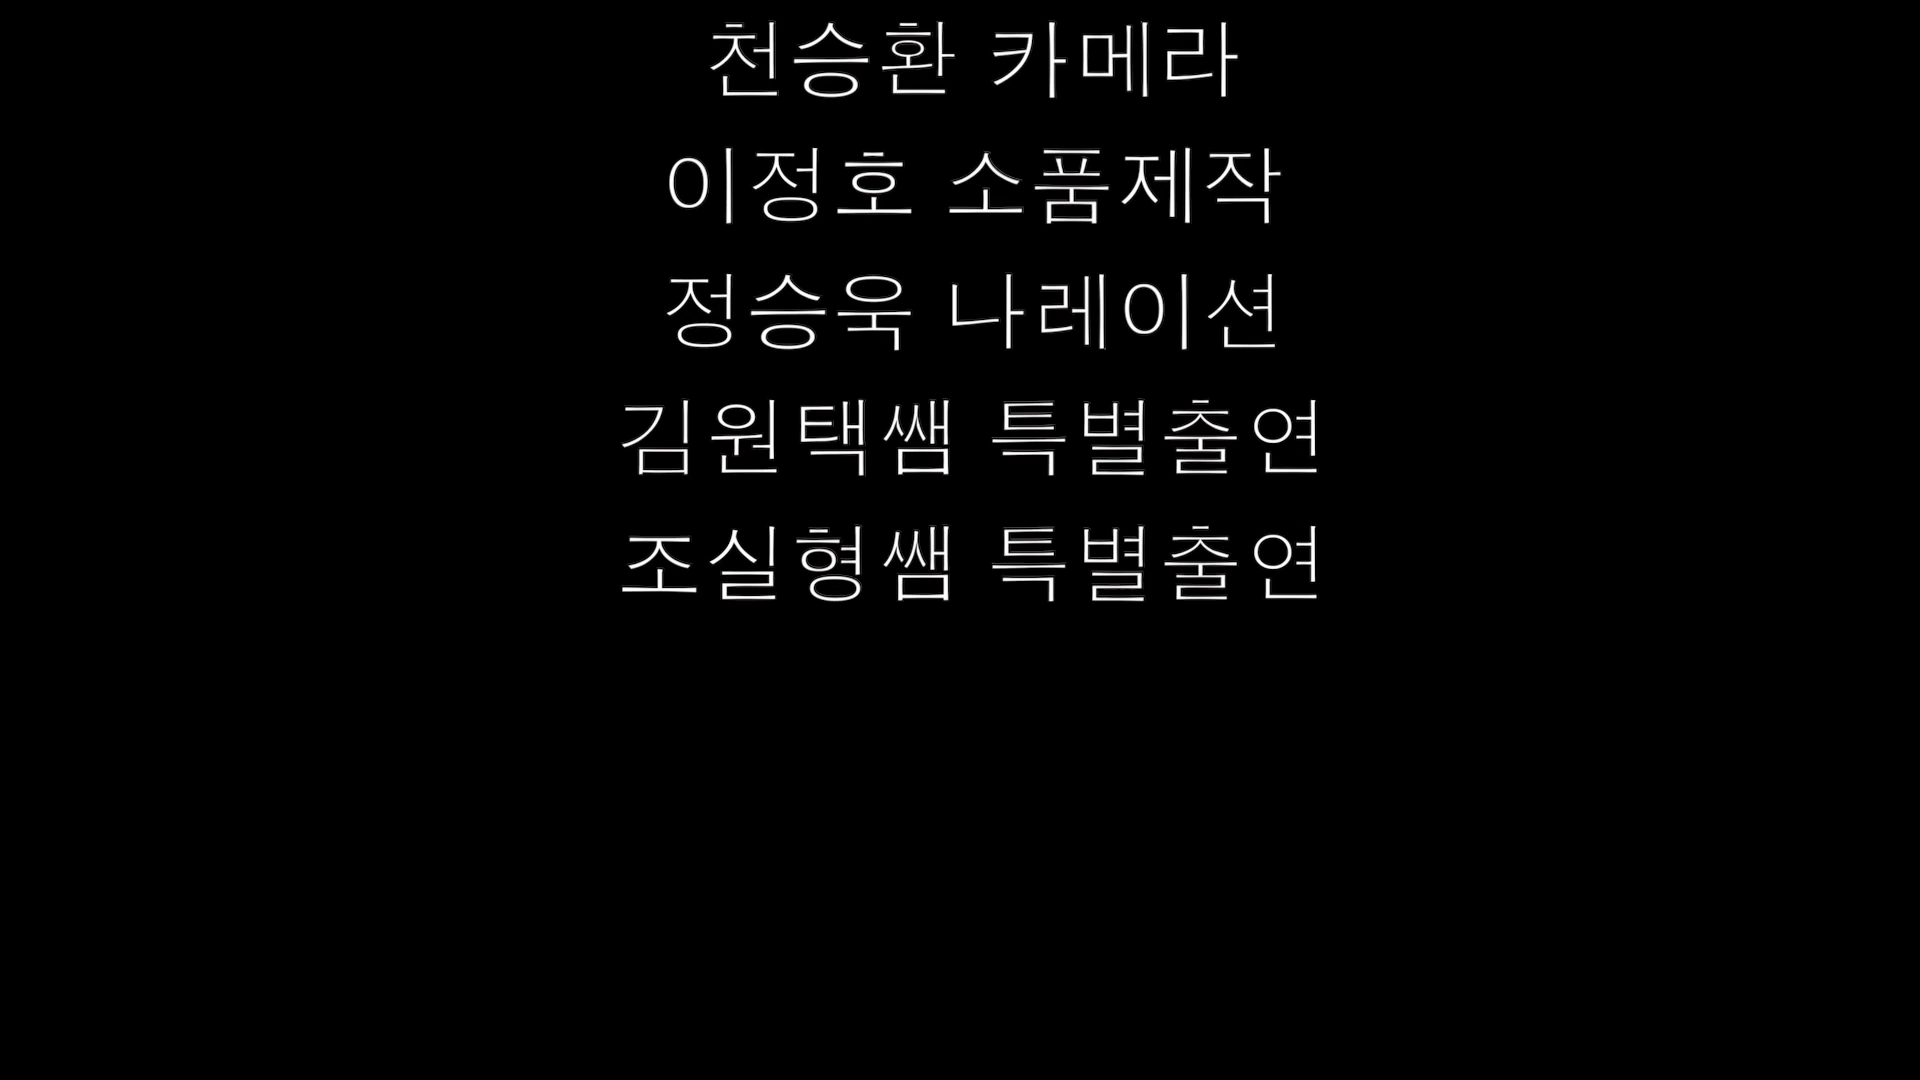 천승환 카메라
이정호 소품제작
정승욱 나레이션
김원택쌤 특별출연
조실형쌤 특별출연